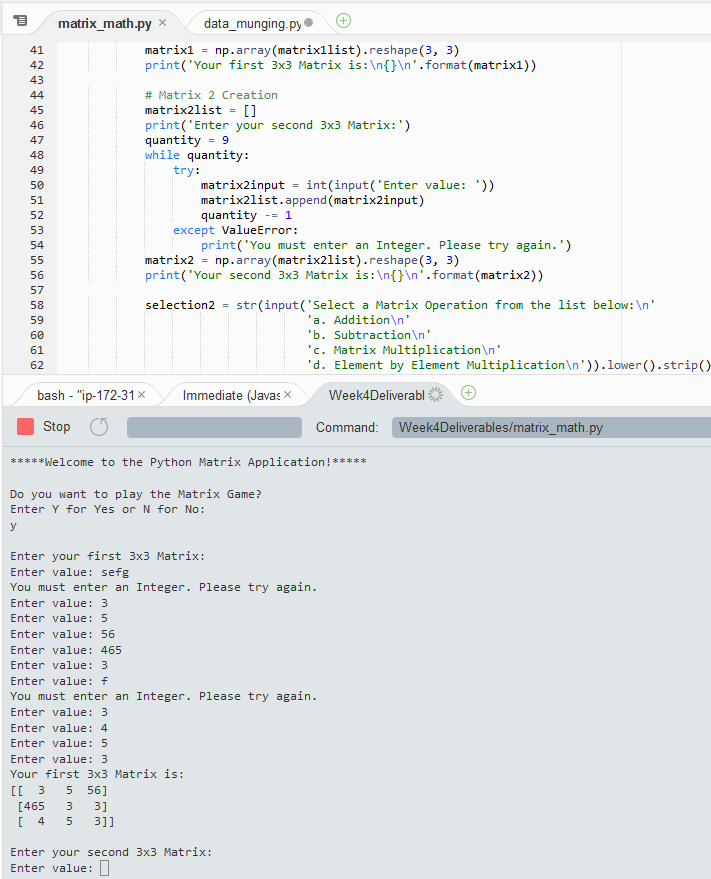 matrix_math.py × data_munging.py
41 matrix1 = np.array(matrix1list).reshape(3, 3)
42 print('Your first 3x3 Matrix is:\n{}\n'.format(matrix1))
43
44 # Matrix 2 Creation
45 matrix2list = []
46 print('Enter your second 3x3 Matrix:')
47 quantity = 9
48 while quantity:
49 try:
50 matrix2input = int(input('Enter value: '))
51 matrix2list.append(matrix2input)
52 quantity -= 1
53 except ValueError:
54 print('You must enter an Integer. Please try again.')
55 matrix2 = np.array(matrix2list).reshape(3, 3)
56 print('Your second 3x3 Matrix is:\n{}\n'.format(matrix2))
57
58 selection2 = str(input('Select a Matrix Operation from the list below:\n'
59 'a. Addition\n'
60 'b. Subtraction\n'
61 'c. Matrix Multiplication\n'
62 'd. Element by Element Multiplication\n')).lower().strip()
bash - "ip-172-31 × Immediate (Javas × Week4Deliverabl
Stop Command: Week4Deliverables/matrix_math.py
*****Welcome to the Python Matrix Application!*****
Do you want to play the Matrix Game?
Enter Y for Yes or N for No:
y
Enter your first 3x3 Matrix:
Enter value: sefg
You must enter an Integer. Please try again.
Enter value: 3
Enter value: 5
Enter value: 56
Enter value: 465
Enter value: 3
Enter value: f
You must enter an Integer. Please try again.
Enter value: 3
Enter value: 4
Enter value: 5
Enter value: 3
Your first 3x3 Matrix is:
[[  3   5  56]
 [465   3   3]
 [  4   5   3]]
Enter your second 3x3 Matrix:
Enter value: